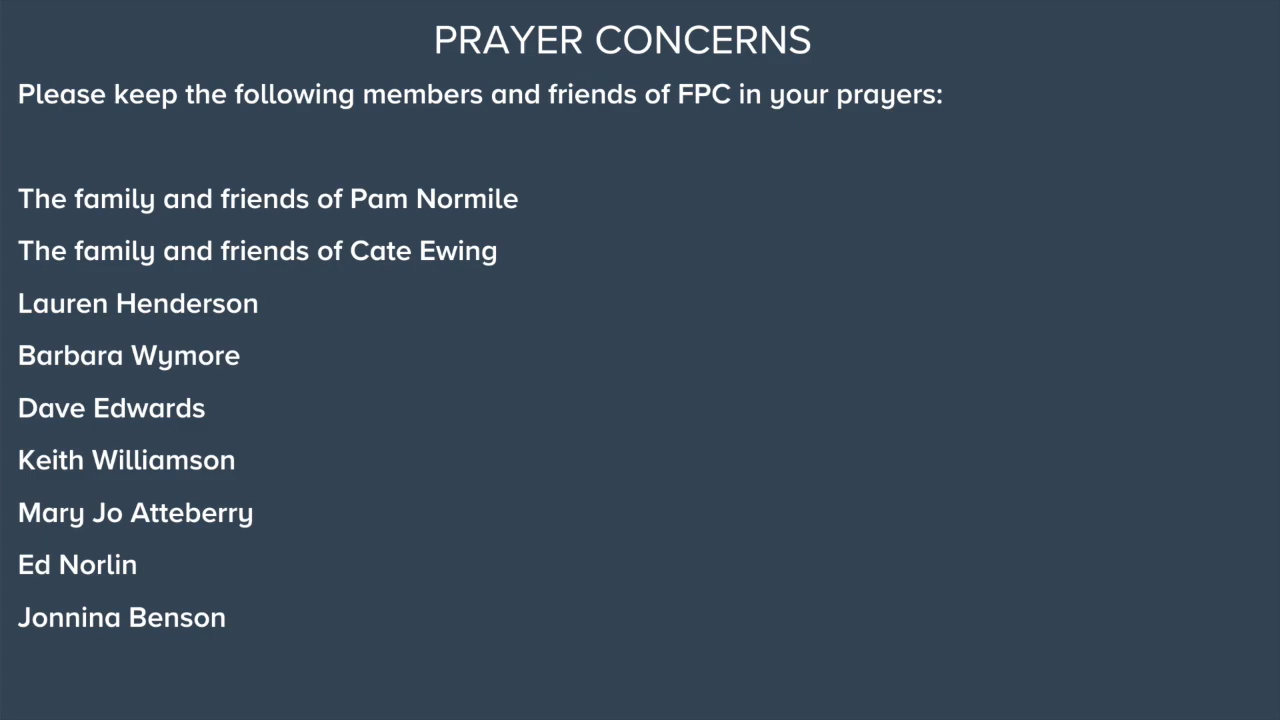 PRAYER CONCERNS
Please keep the following members and friends of FPC in your prayers:
The family and friends of Pam Normile
The family and friends of Cate Ewing
Lauren Henderson
Barbara Wymore
Dave Edwards
Keith Williamson
Mary Jo Atteberry
Ed Norlin
Jonnina Benson